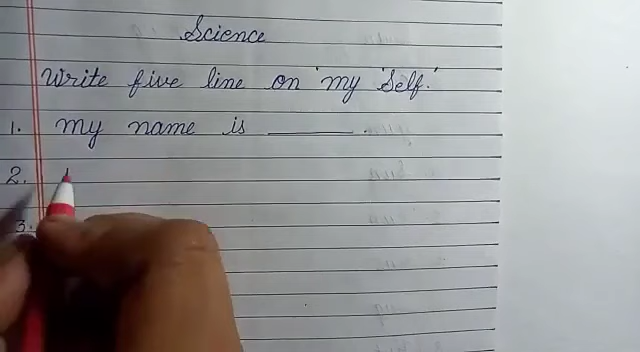 Science
Write five line on 'my Self.'
1. My name is ______.
2.
3.